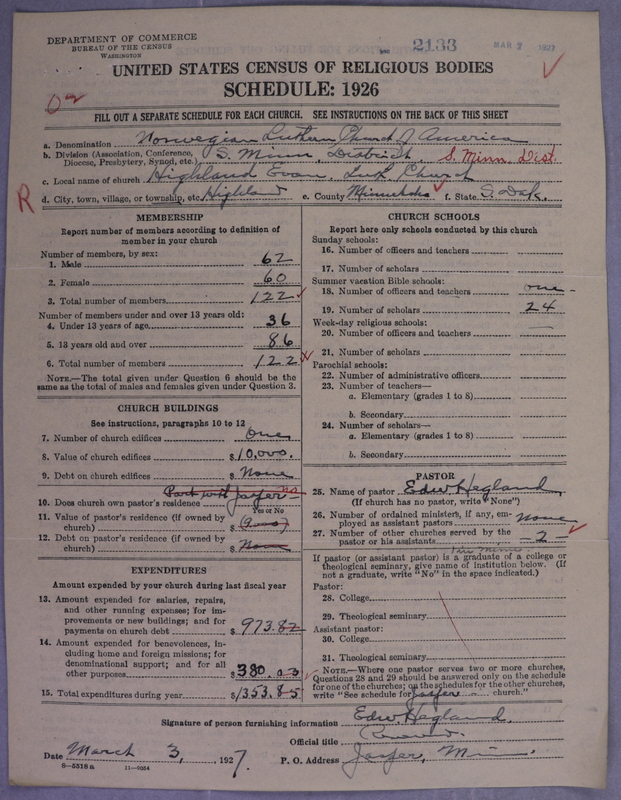 DEPARTMENT OF COMMERCE
BUREAU OF THE CENSUS
WASHINGTON
2133
MAR 7 1927
UNITED STATES CENSUS OF RELIGIOUS BODIES
SCHEDULE: 1926
FILL OUT A SEPARATE SCHEDULE FOR EACH CHURCH. SEE INSTRUCTIONS ON THE BACK OF THIS SHEET
a. Denomination Norwegian Luthern Church of America
b. Division (Association, Conference, Diocese, Presbytery, Synod, etc.) S. Minn. District. S. Minn. Dist.
c. Local name of church Highland Evan. Luth Church
R
d. City, town, village, or township, etc. Highland e. County Minnehaha f. State S. Dak.
MEMBERSHIP
Report number of members according to definition of
member in your church
Number of members, by sex:
1. Male 62
2. Female 60
3. Total number of members 122
Number of members under and over 13 years old:
4. Under 13 years of age 36
5. 13 years old and over 86
6. Total number of members 122
NOTE.—The total given under Question 6 should be the
same as the total of males and females given under Question 3.
CHURCH BUILDINGS
See instructions, paragraphs 10 to 12
7. Number of church edifices one
8. Value of church edifices $10,000.
9. Debt on church edifices $ None
Part with Jasper no
10. Does church own pastor's residence
Yes or No
11. Value of pastor's residence (if owned by
church) $
12. Debt on pastor's residence (if owned by
church) $ None
EXPENDITURES
Amount expended by your church during last fiscal year
13. Amount expended for salaries, repairs,
and other running expenses; for im-
provements or new buildings; and for
payments on church debt $ 973.82
14. Amount expended for benevolences, in-
cluding home and foreign missions; for
denominational support; and for all
other purposes $ 380.03
15. Total expenditures during year $1353.85
CHURCH SCHOOLS
Report here only schools conducted by this church
Sunday schools:
16. Number of officers and teachers
17. Number of scholars
Summer vacation Bible schools:
18. Number of officers and teachers one -
19. Number of scholars 24
Week-day religious schools:
20. Number of officers and teachers
21. Number of scholars
Parochial schools:
22. Number of administrative officers
23. Number of teachers—
a. Elementary (grades 1 to 8)
b. Secondary
24. Number of scholars—
a. Elementary (grades 1 to 8)
b. Secondary
PASTOR
25. Name of pastor Edw. Hegland
(If church has no pastor, write "None")
26. Number of ordained ministers, if any, em-
ployed as assistant pastors none
27. Number of other churches served by the
pastor or his assistants -2-
If pastor (or assistant pastor) is a graduate of a college or
theological seminary, give name of institution below. (If
not a graduate, write "No" in the space indicated.)
Pastor:
28. College
29. Theological seminary
Assistant pastor:
30. College
31. Theological seminary
NOTE.—Where one pastor serves two or more churches,
Questions 28 and 29 should be answered only on the schedule
for one of the churches; on the schedules for the other churches,
write "See schedule for Jasper church."
Signature of person furnishing information Edw. Hegland.
Official title
Date March 3, 1927. P. O. Address Jasper, Minn.
8—5518 a 11—9054